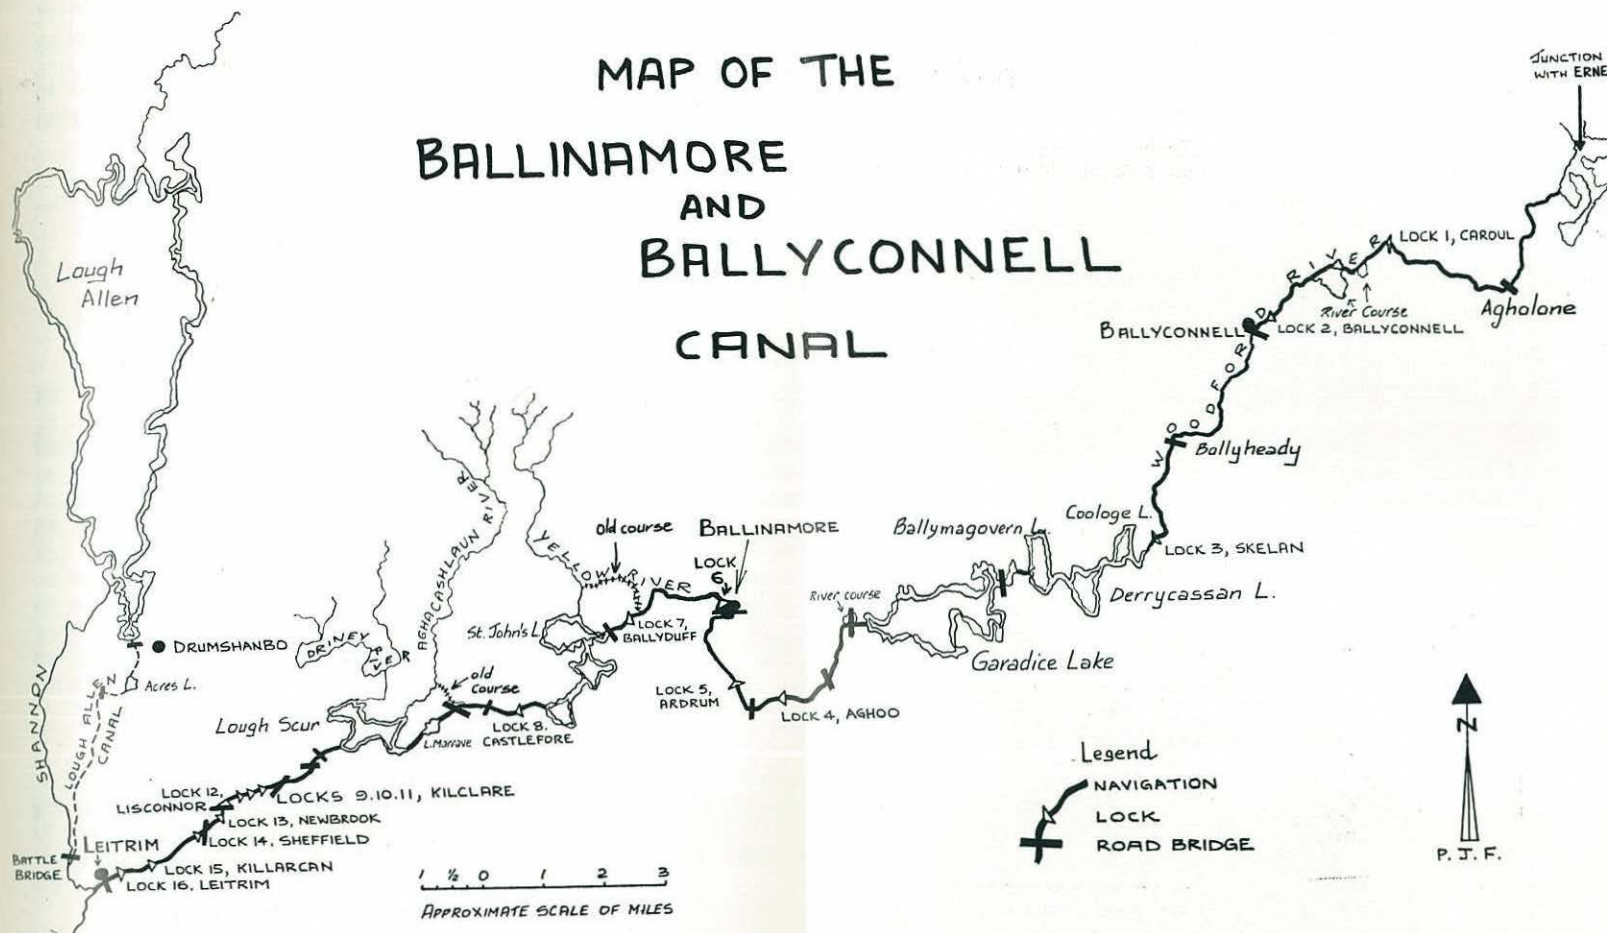 MAP OF THE
BALLINAMORE
AND
BALLYCONNELL
CANAL
JUNCTION
WITH ERNE
Lough
Allen
LOCK 1, CAROUL
Aghalane
River Course
LOCK 2, BALLYCONNELL
BALLYCONNELL
WOODFORD RIVER
Ballyheady
Coologe L.
Ballymagovern L.
LOCK 3, SKELAN
Derrycassan L.
Garadice Lake
River course
old course
BALLINAMORE
LOCK
6,
YELLOW RIVER
St. John's L.
LOCK 7,
BALLYDUFF
LOCK 5,
ARDRUM
LOCK 4, AGHOO
AGHACASHLAUN RIVER
DRINEY RIVER
old
course
DRUMSHANBO
Acres L.
Lough Scur
L. Marrave
LOCK 8.
CASTLEFORE
SHANNON
LOUGH ALLEN
CANAL
LOCK 12,
LISCONNOR
LOCKS 9.10.11, KILCLARE
LOCK 13, NEWBROOK
LOCK 14. SHEFFIELD
LEITRIM
BATTLE
BRIDGE
LOCK 15, KILLARCAN
LOCK 16. LEITRIM
1 ½ 0 1 2 3
APPROXIMATE SCALE OF MILES
Legend
NAVIGATION
LOCK
ROAD BRIDGE
N
P. J. F.